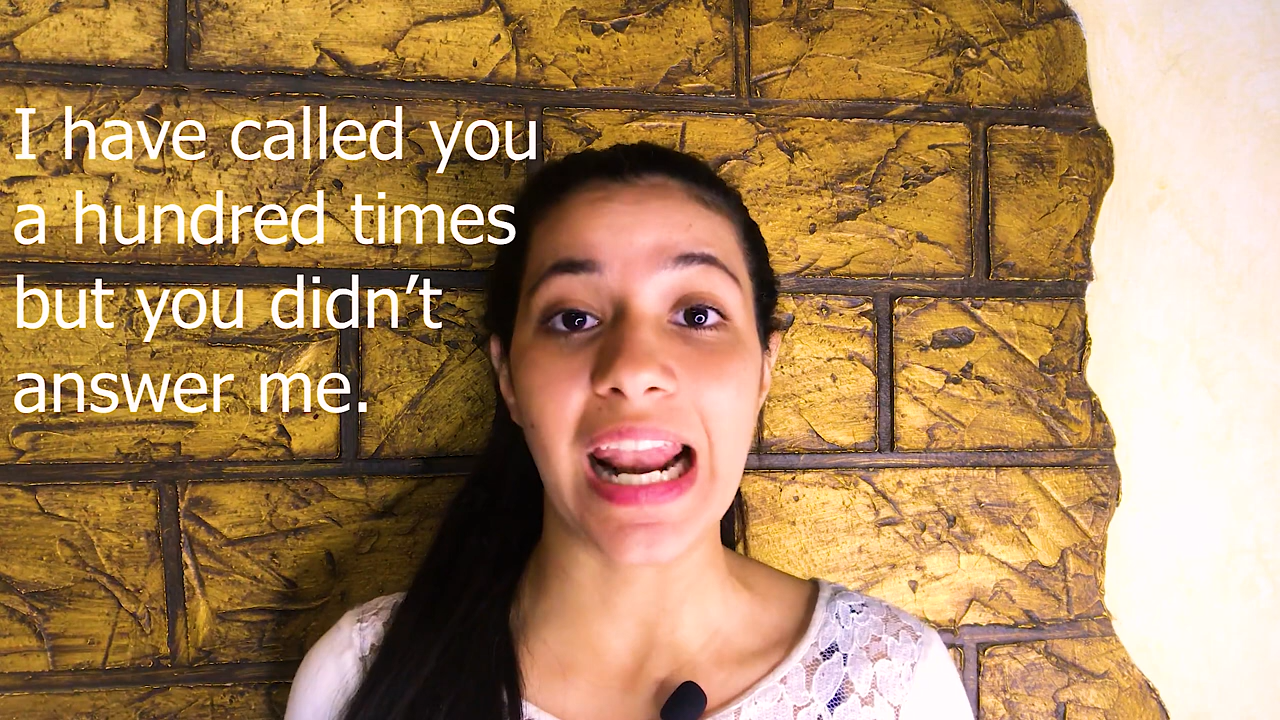 I have called you
a hundred times
but you didn’t
answer me.